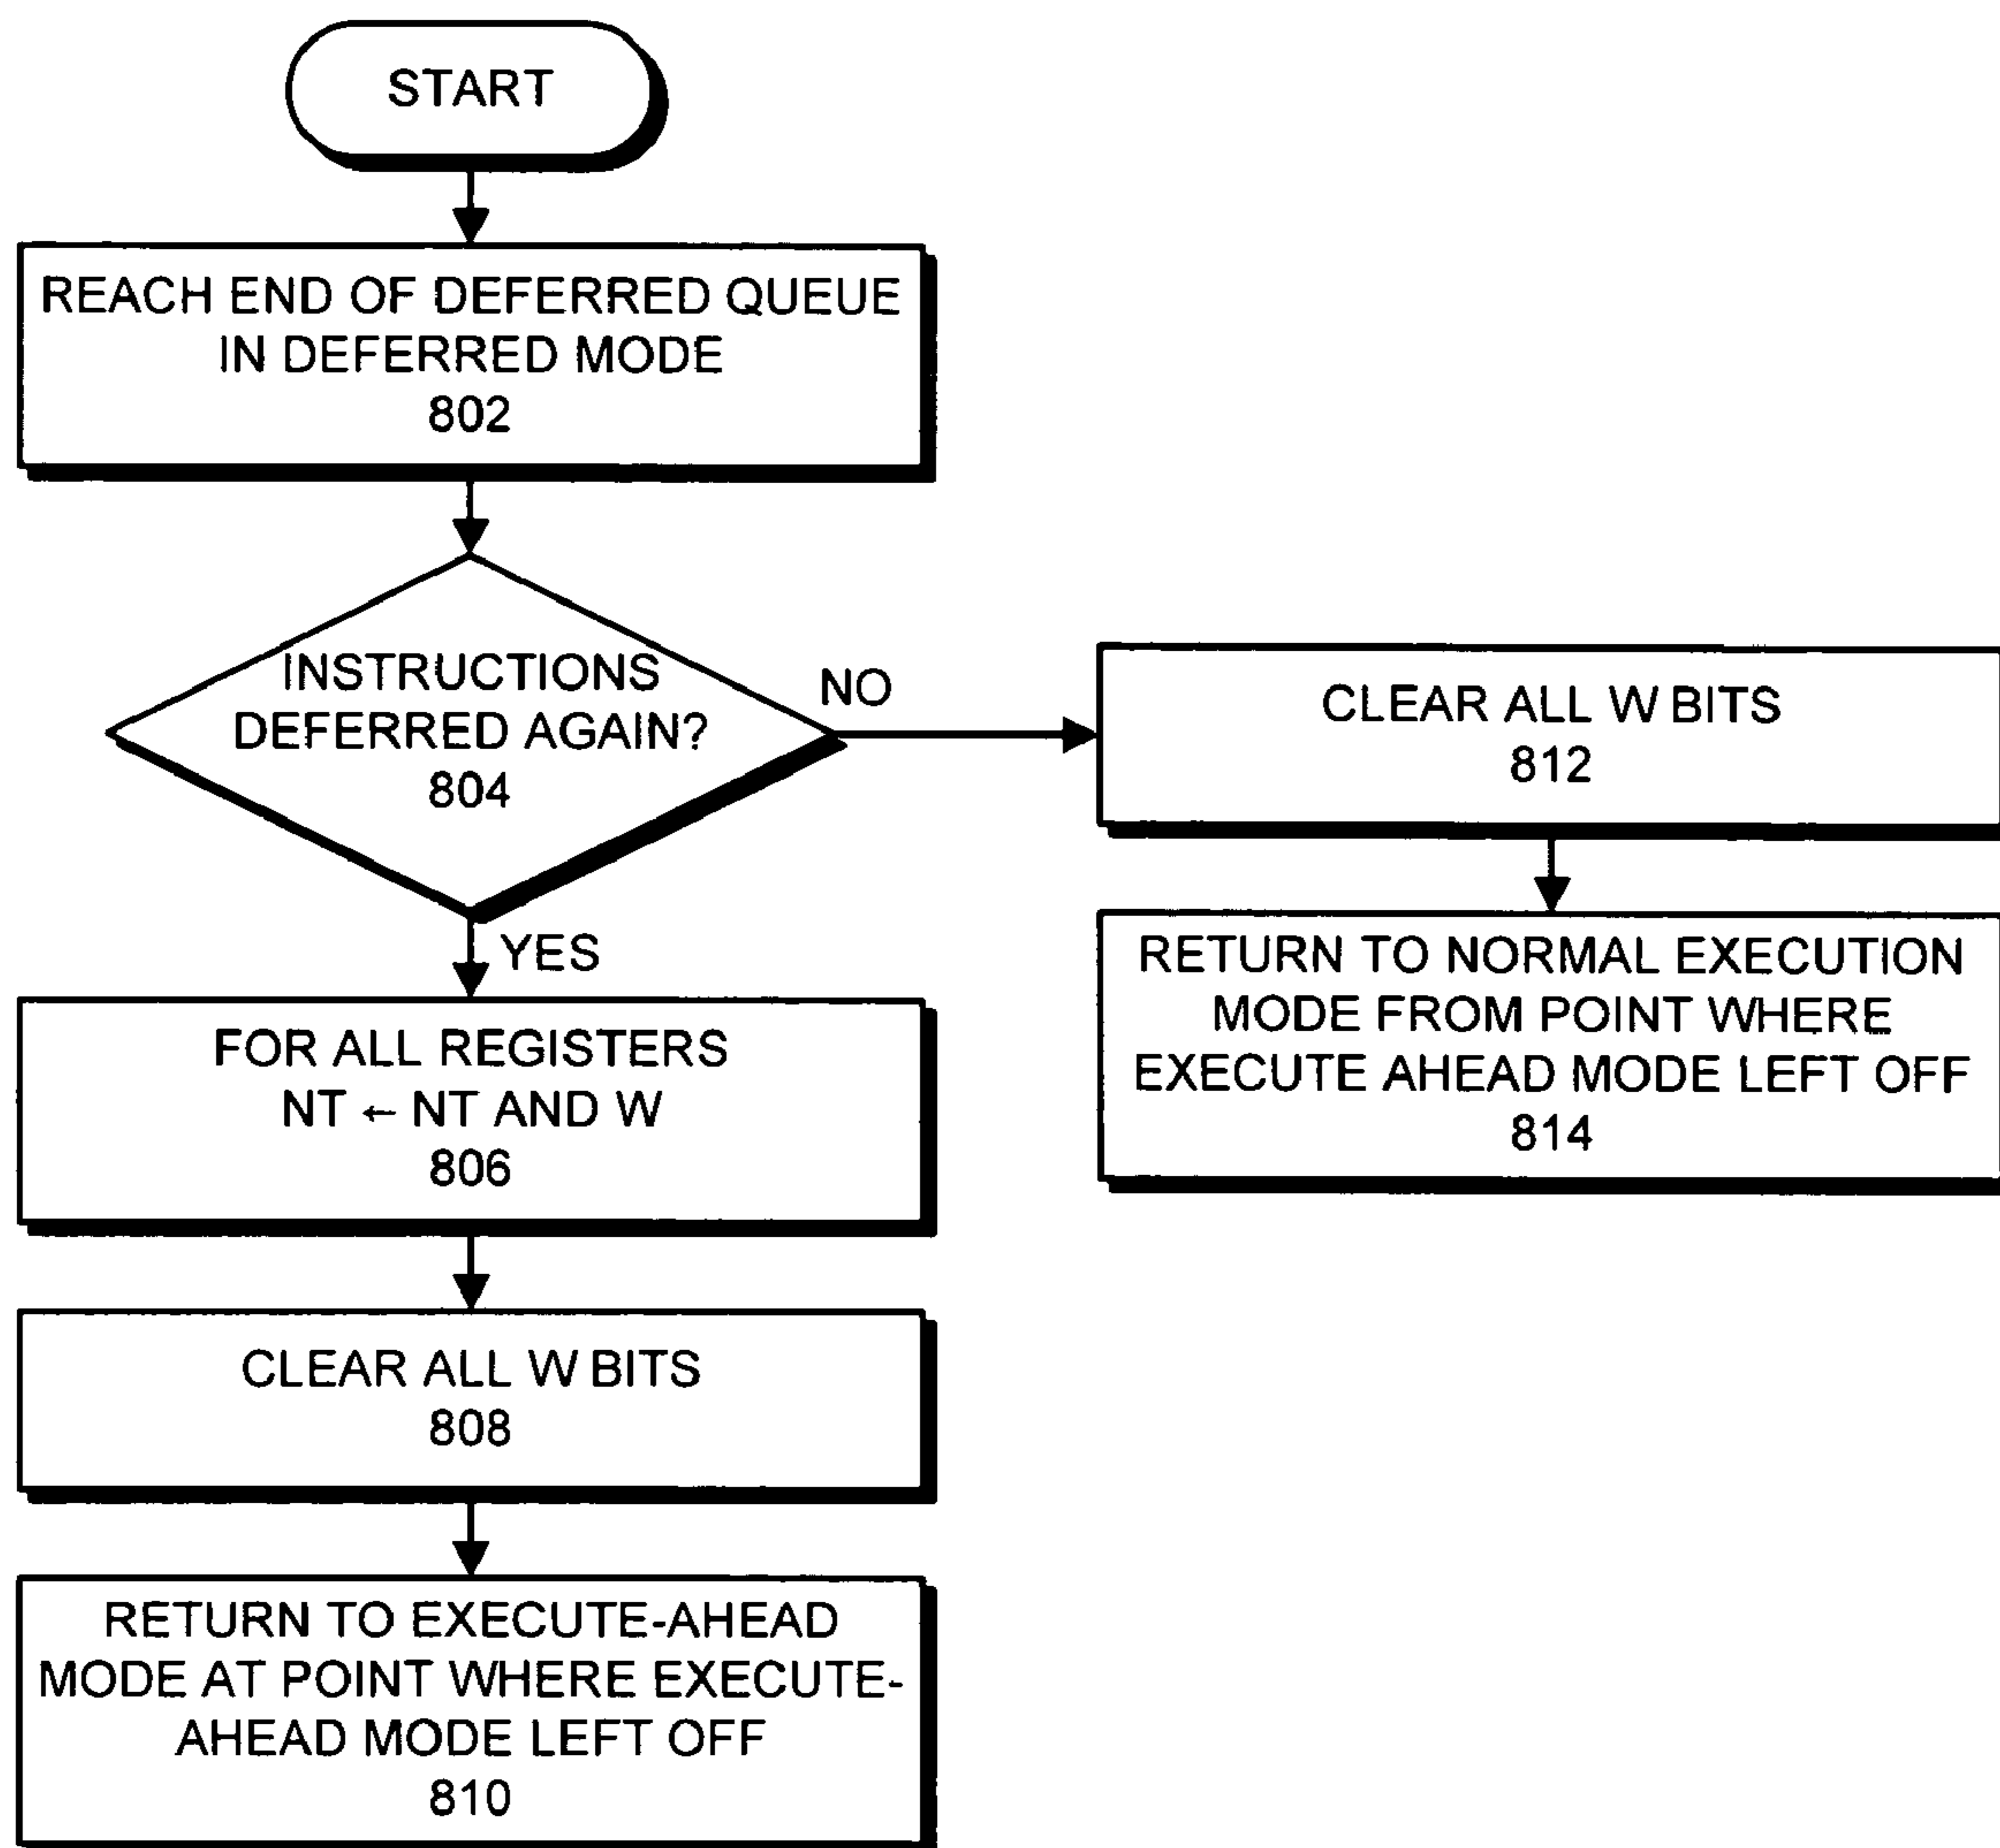 START
REACH END OF DEFERRED QUEUE
IN DEFERRED MODE
802
INSTRUCTIONS
DEFERRED AGAIN?
804
NO
YES
FOR ALL REGISTERS
NT ← NT AND W
806
CLEAR ALL W BITS
808
RETURN TO EXECUTE-AHEAD
MODE AT POINT WHERE EXECUTE-
AHEAD MODE LEFT OFF
810
CLEAR ALL W BITS
812
RETURN TO NORMAL EXECUTION
MODE FROM POINT WHERE
EXECUTE AHEAD MODE LEFT OFF
814